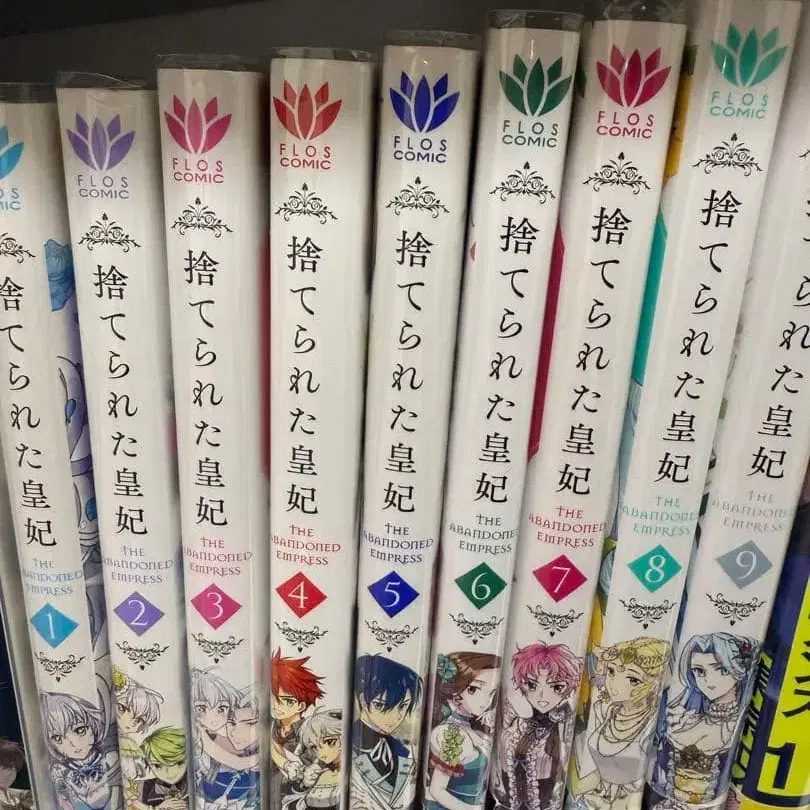 捨てられた皇妃
THE
ABANDONED
EMPRESS
1
FLOS
COMIC
捨てられた皇妃
THE
ABANDONED
EMPRESS
2
FLOS
COMIC
捨てられた皇妃
THE
ABANDONED
EMPRESS
3
FLOS
COMIC
捨てられた皇妃
THE
ABANDONED
EMPRESS
4
FLOS
COMIC
捨てられた皇妃
THE
ABANDONED
EMPRESS
5
FLOS
COMIC
捨てられた皇妃
THE
ABANDONED
EMPRESS
6
FLOS
COMIC
捨てられた皇妃
THE
ABANDONED
EMPRESS
7
FLOS
COMIC
捨てられた皇妃
THE
ABANDONED
EMPRESS
8
られた皇妃
THE
ABANDONED
EMPRESS
9
1